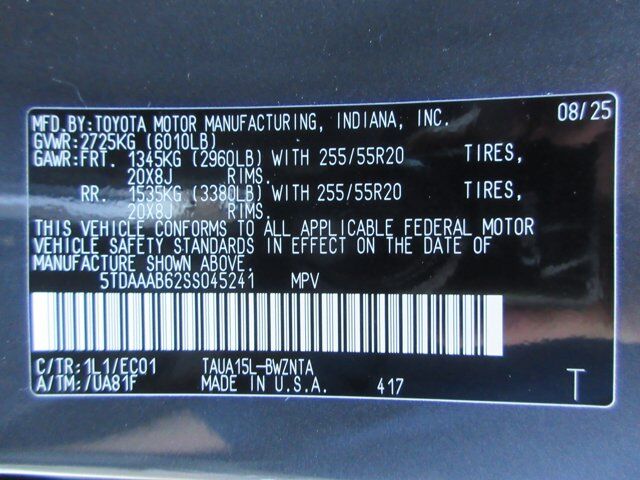 MFD.BY:TOYOTA MOTOR MANUFACTURING, INDIANA, INC. 08/25
GVWR:2725KG (6010LB)
GAWR:FRT. 1345KG (2960LB) WITH 255/55R20 TIRES,
20X8J RIMS.
RR. 1535KG (3380LB) WITH 255/55R20 TIRES,
20X8J RIMS.
THIS VEHICLE CONFORMS TO ALL APPLICABLE FEDERAL MOTOR
VEHICLE SAFETY STANDARDS IN EFFECT ON THE DATE OF
MANUFACTURE SHOWN ABOVE.
5TDAAAB62SS045241 MPV
C/TR:1L1/EC01 TAUA15L-BWZNTA
A/TM:/UA81F MADE IN U.S.A. 417 T